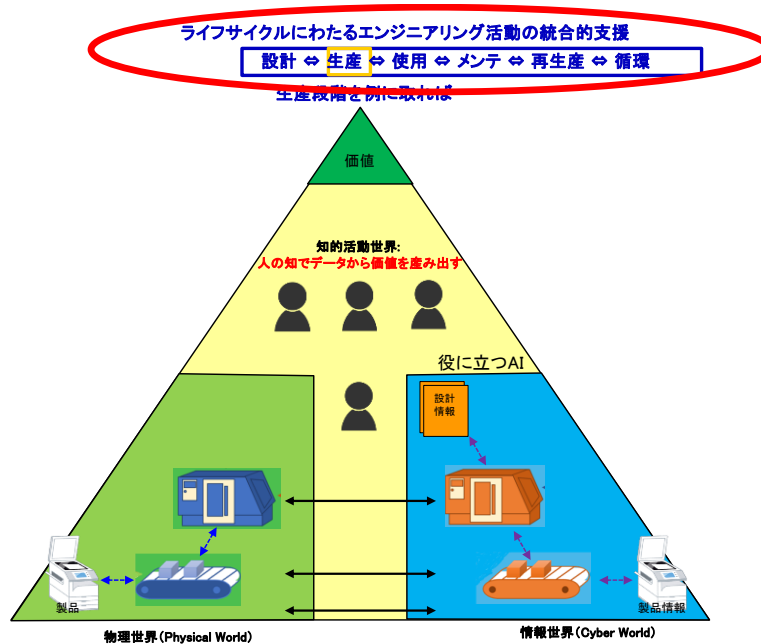 ライフサイクルにわたるエンジニアリング活動の統合的支援
設計 ⇔ 生産 ⇔ 使用 ⇔ メンテ ⇔ 再生産 ⇔ 循環
生産段階を例に取れば
価値
知的活動世界:
人の知でデータから価値を産み出す
役に立つAI
設計
情報
製品
製品情報
物理世界(Physical World)
情報世界(Cyber World)